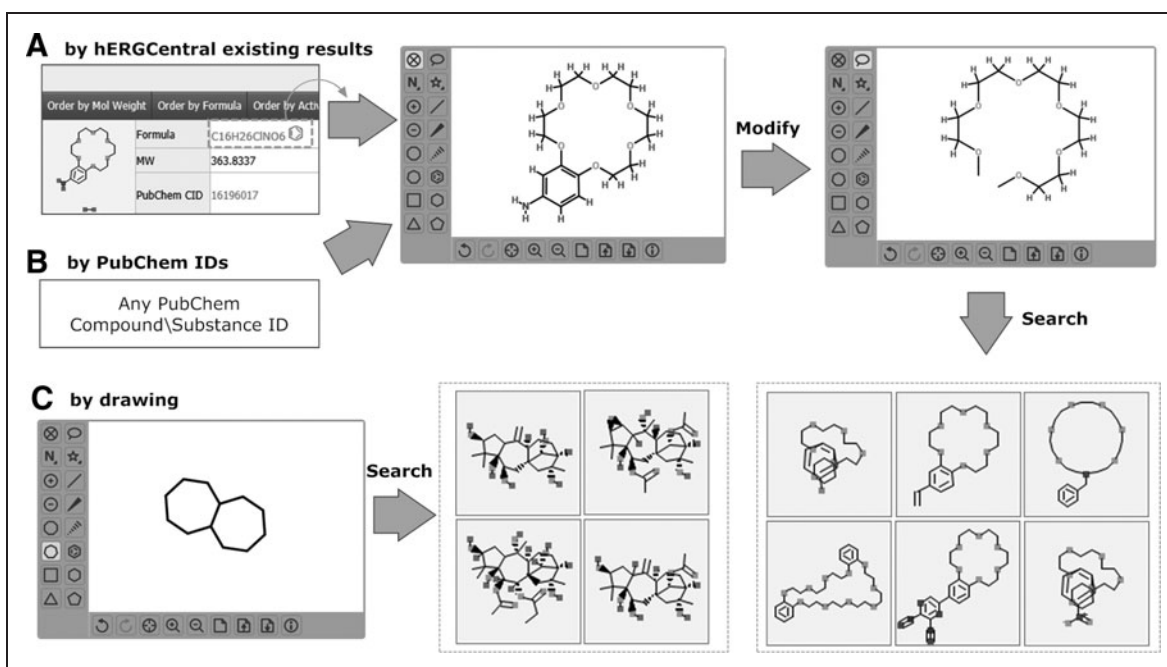 A by hERGCentral existing results
Order by Mol Weight Order by Formula Order by Activ
Formula C16H26ClNO6
MW 363.8337
PubChem CID 16196017
Modify
B by PubChem IDs
Any PubChem
Compound\Substance ID
Search
C by drawing
Search